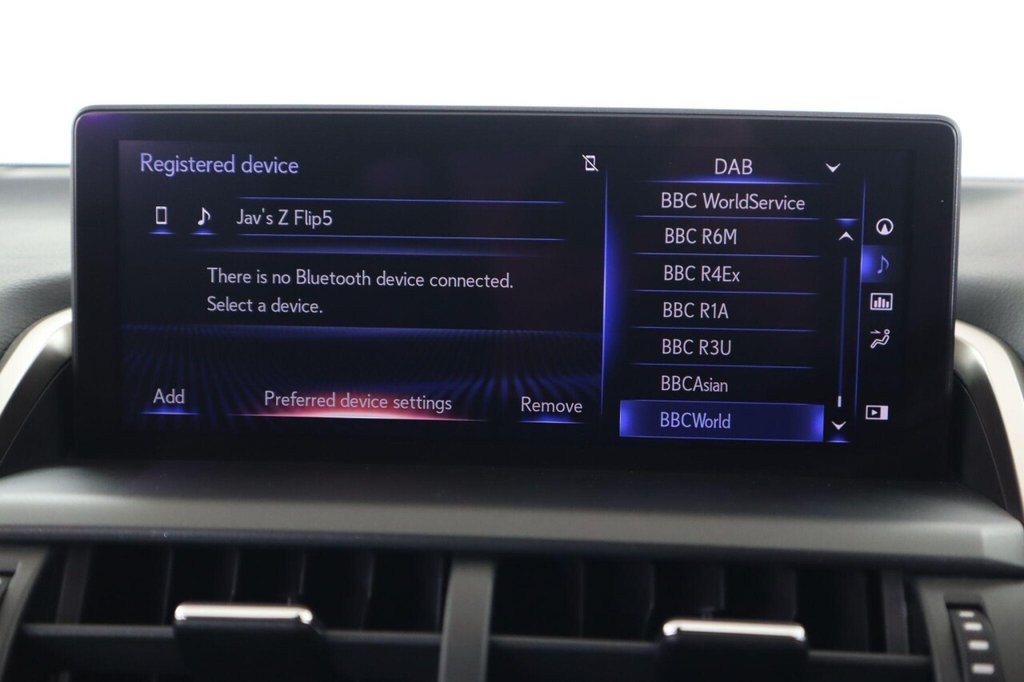 Registered device
Jav's Z Flip5
There is no Bluetooth device connected.
Select a device.
Add
Preferred device settings
Remove
DAB
BBC WorldService
BBC R6M
BBC R4Ex
BBC R1A
BBC R3U
BBCAsian
BBCWorld